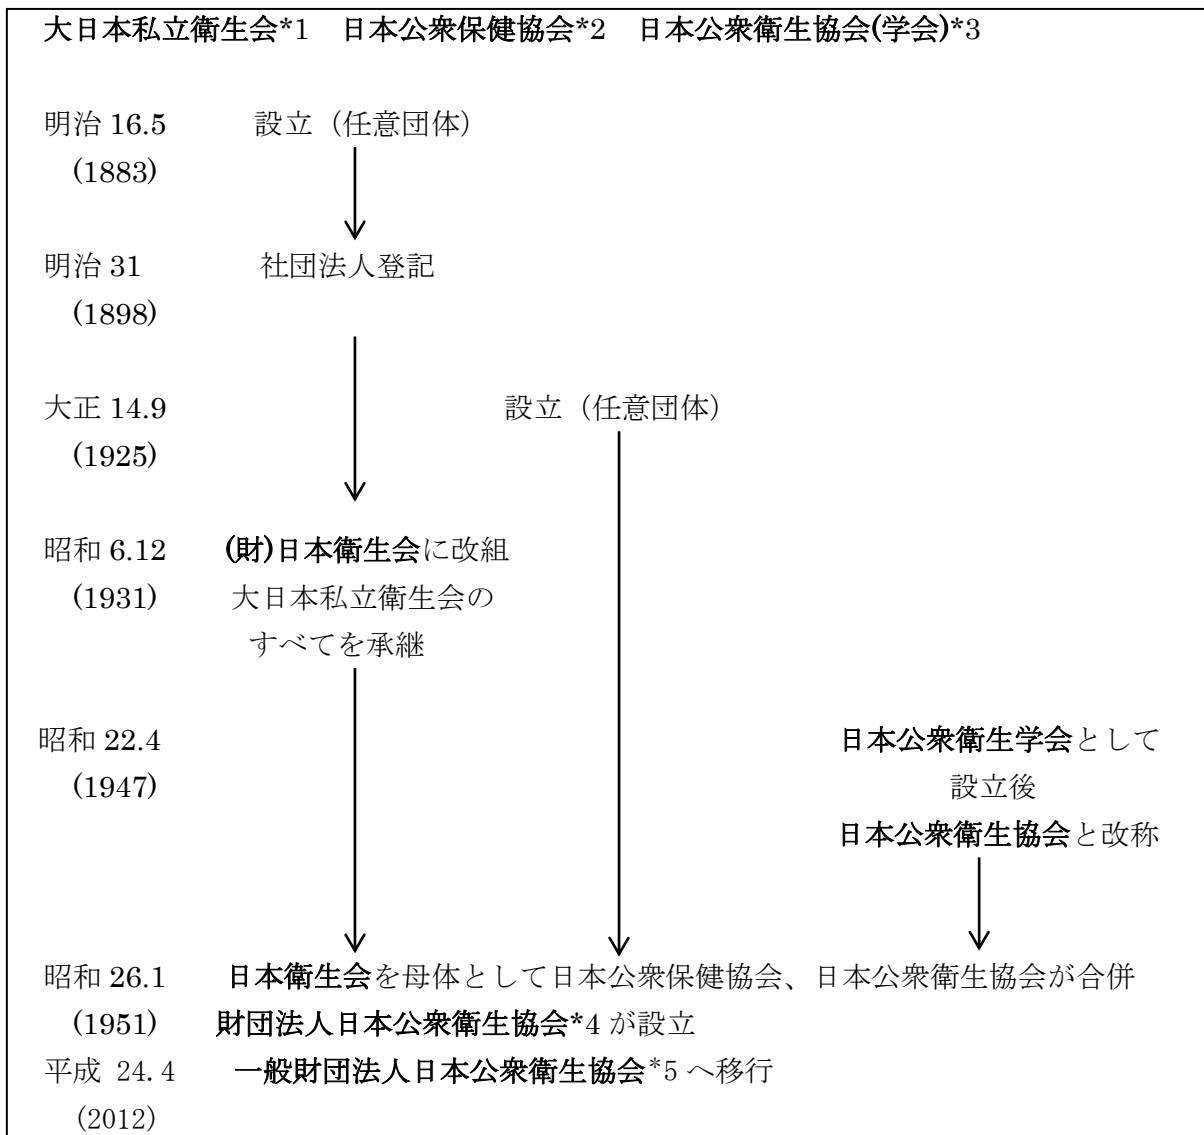 大日本私立衛生会*1 日本公衆保健協会*2 日本公衆衛生協会(学会)*3
明治 16.5 設立（任意団体）
(1883)
明治 31 社団法人登記
(1898)
大正 14.9 設立（任意団体）
(1925)
昭和 6.12 (財)日本衛生会に改組
(1931) 大日本私立衛生会の
すべてを承継
昭和 22.4 日本公衆衛生学会として
(1947) 設立後
日本公衆衛生協会と改称
昭和 26.1 日本衛生会を母体として日本公衆保健協会、日本公衆衛生協会が合併
(1951) 財団法人日本公衆衛生協会*4 が設立
平成 24.4 一般財団法人日本公衆衛生協会*5 へ移行
(2012)